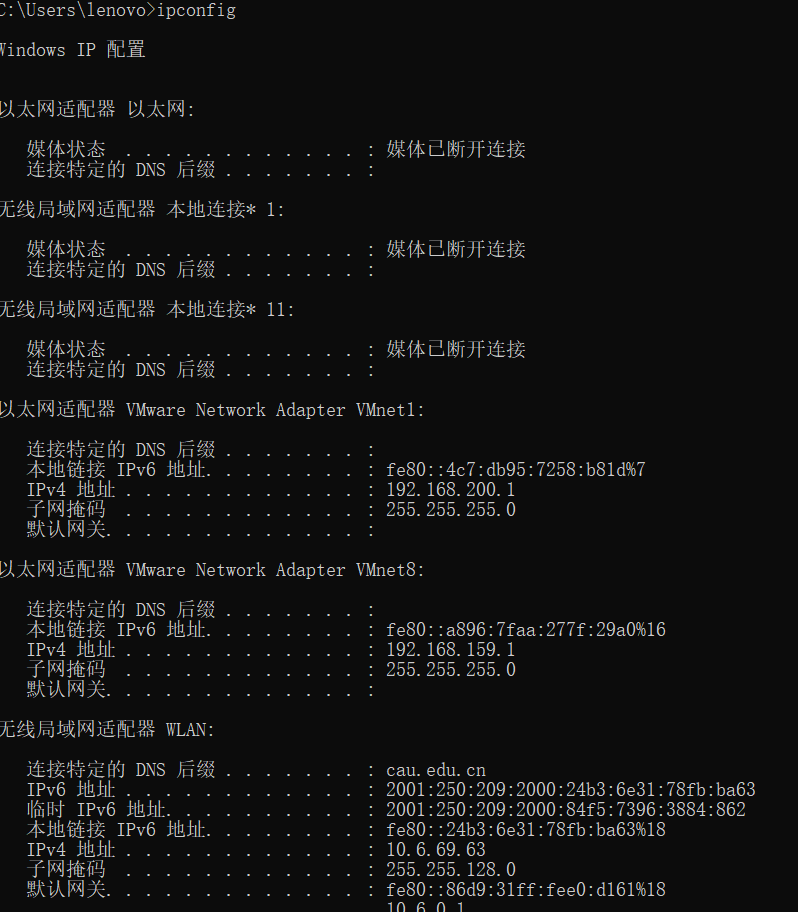 C:\Users\lenovo>ipconfig
Windows IP 配置
以太网适配器 以太网:
媒体状态 . . . . . . . . . . . . : 媒体已断开连接
连接特定的 DNS 后缀 . . . . . . . :
无线局域网适配器 本地连接* 1:
媒体状态 . . . . . . . . . . . . : 媒体已断开连接
连接特定的 DNS 后缀 . . . . . . . :
无线局域网适配器 本地连接* 11:
媒体状态 . . . . . . . . . . . . : 媒体已断开连接
连接特定的 DNS 后缀 . . . . . . . :
以太网适配器 VMware Network Adapter VMnet1:
连接特定的 DNS 后缀 . . . . . . . :
本地链接 IPv6 地址. . . . . . . . : fe80::4c7:db95:7258:b81d%7
IPv4 地址 . . . . . . . . . . . . : 192.168.200.1
子网掩码 . . . . . . . . . . . . : 255.255.255.0
默认网关. . . . . . . . . . . . . :
以太网适配器 VMware Network Adapter VMnet8:
连接特定的 DNS 后缀 . . . . . . . :
本地链接 IPv6 地址. . . . . . . . : fe80::a896:7faa:277f:29a0%16
IPv4 地址 . . . . . . . . . . . . : 192.168.159.1
子网掩码 . . . . . . . . . . . . : 255.255.255.0
默认网关. . . . . . . . . . . . . :
无线局域网适配器 WLAN:
连接特定的 DNS 后缀 . . . . . . . : cau.edu.cn
IPv6 地址 . . . . . . . . . . . . : 2001:250:209:2000:24b3:6e31:78fb:ba63
临时 IPv6 地址. . . . . . . . . . : 2001:250:209:2000:84f5:7396:3884:862
本地链接 IPv6 地址. . . . . . . . : fe80::24b3:6e31:78fb:ba63%18
IPv4 地址 . . . . . . . . . . . . : 10.6.69.63
子网掩码 . . . . . . . . . . . . : 255.255.128.0
默认网关. . . . . . . . . . . . . : fe80::86d9:31ff:fee0:d161%18
10.6.0.1